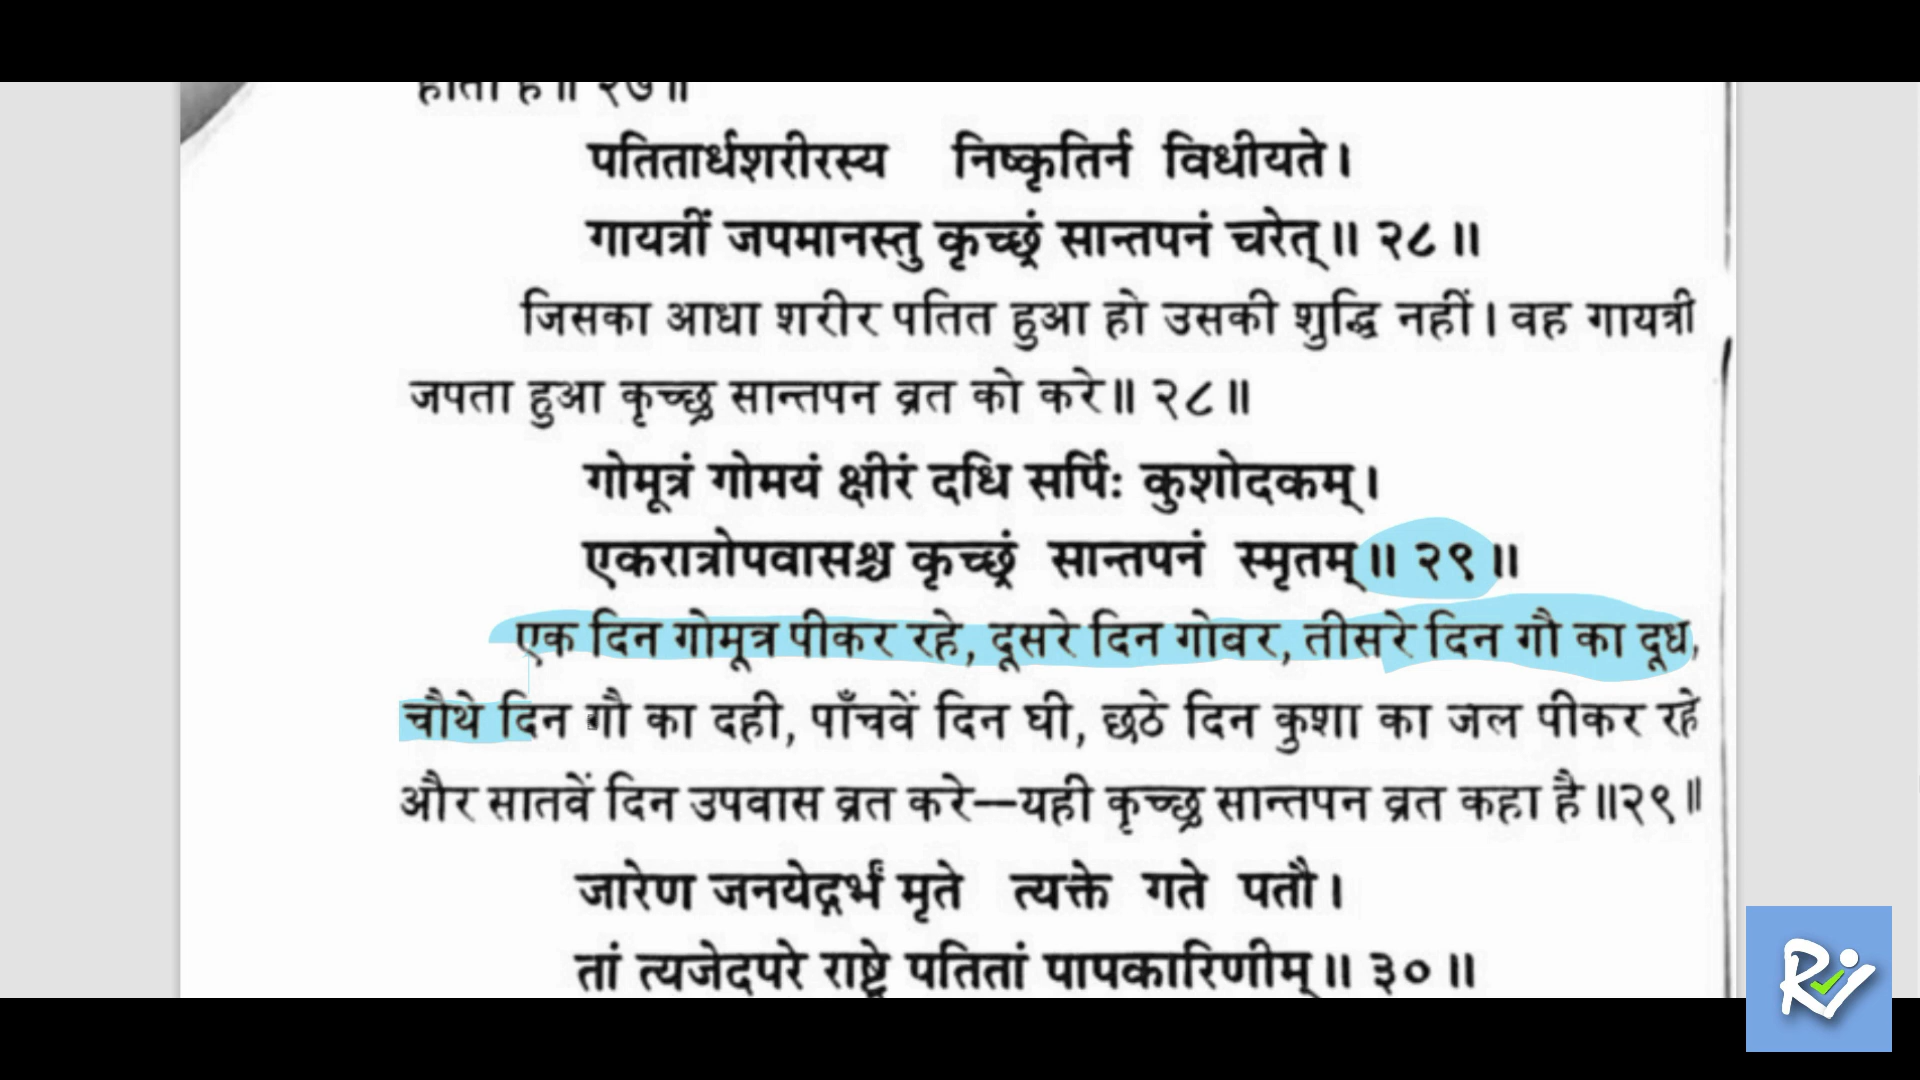 होता है॥ २७॥
पतितार्धशरीरस्य निष्कृतिर्न विधीयते।
गायत्रीं जपमानस्तु कृच्छ्रं सान्तपनं चरेत्॥ २८॥
जिसका आधा शरीर पतित हुआ हो उसकी शुद्धि नहीं। वह गायत्री
जपता हुआ कृच्छ्र सान्तपन व्रत को करे॥ २८॥
गोमूत्रं गोमयं क्षीरं दधि सर्पिः कुशोदकम्।
एकरात्रोपवासश्च कृच्छ्रं सान्तपनं स्मृतम्॥ २९॥
एक दिन गोमूत्र पीकर रहे, दूसरे दिन गोवर, तीसरे दिन गौ का दूध,
चौथे दिन गौ का दही, पाँचवें दिन घी, छठे दिन कुशा का जल पीकर रहे
और सातवें दिन उपवास व्रत करे—यही कृच्छ्र सान्तपन व्रत कहा है॥२९॥
जारेण जनयेद्गर्भं मृते त्यक्ते गते पतौ।
तां त्यजेदपरे राष्ट्रे पतितां पापकारिणीम्॥ ३०॥